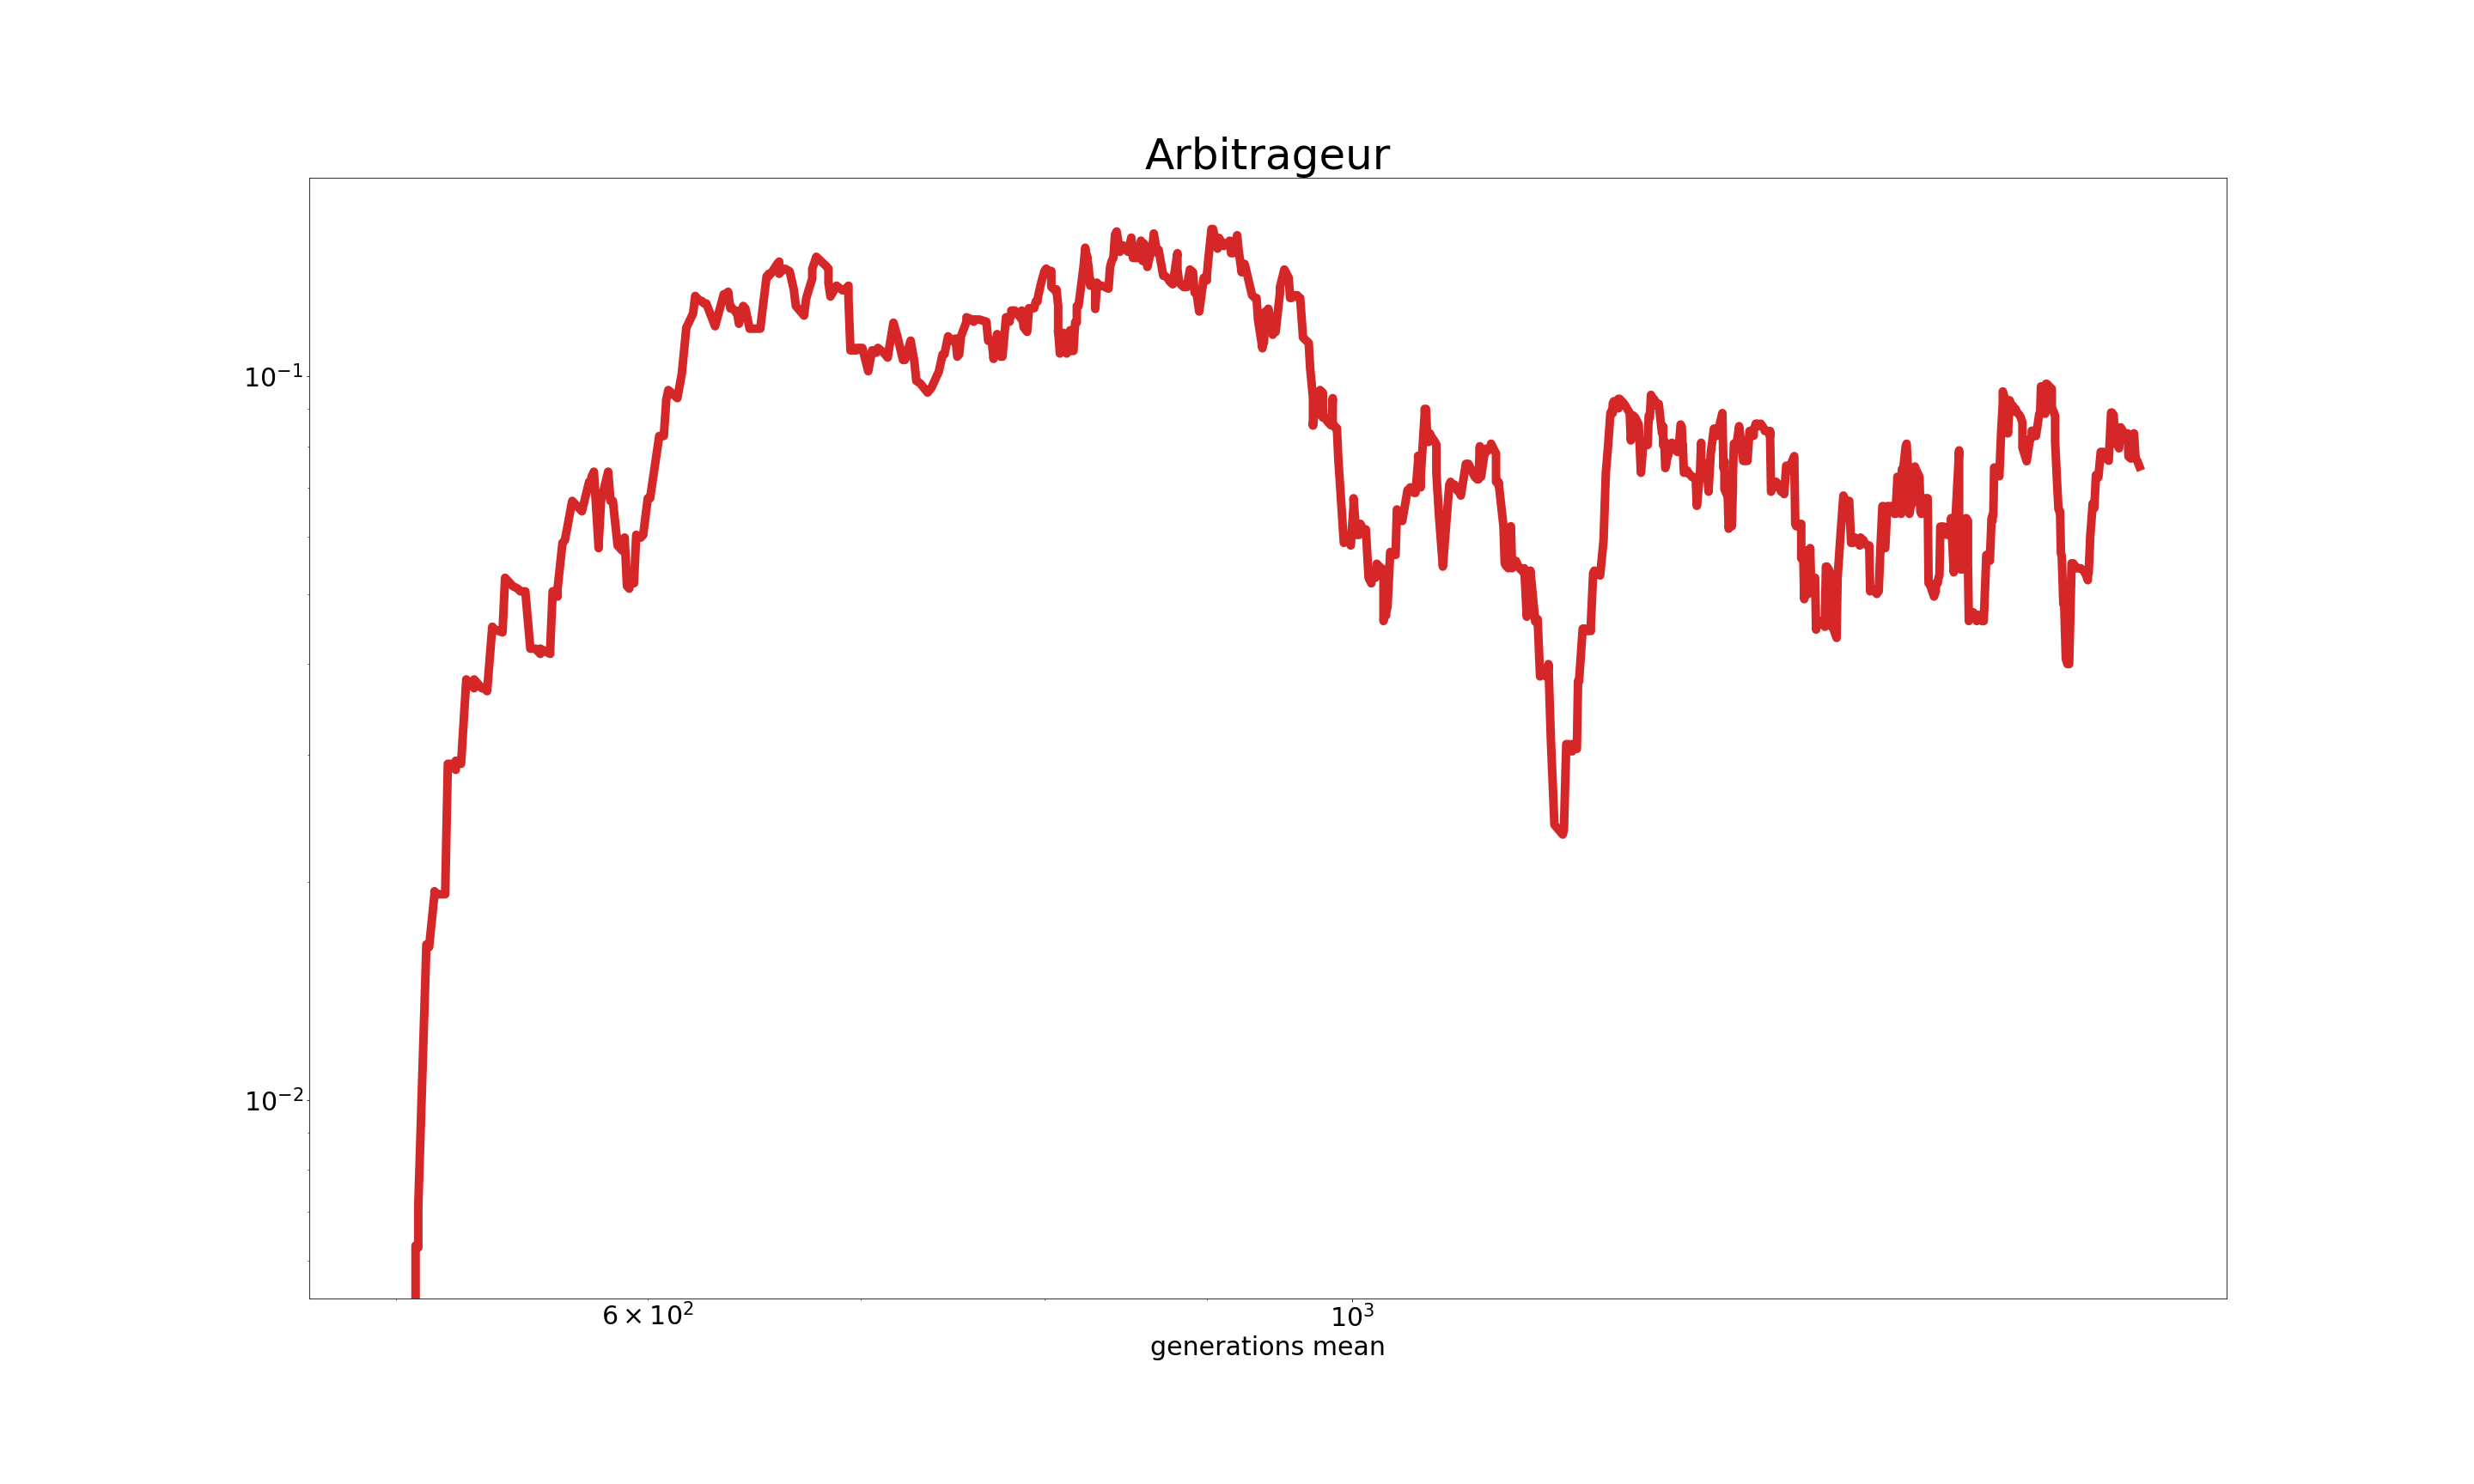 Arbitrageur
10⁻¹
10⁻²
6 × 10²
10³
generations mean